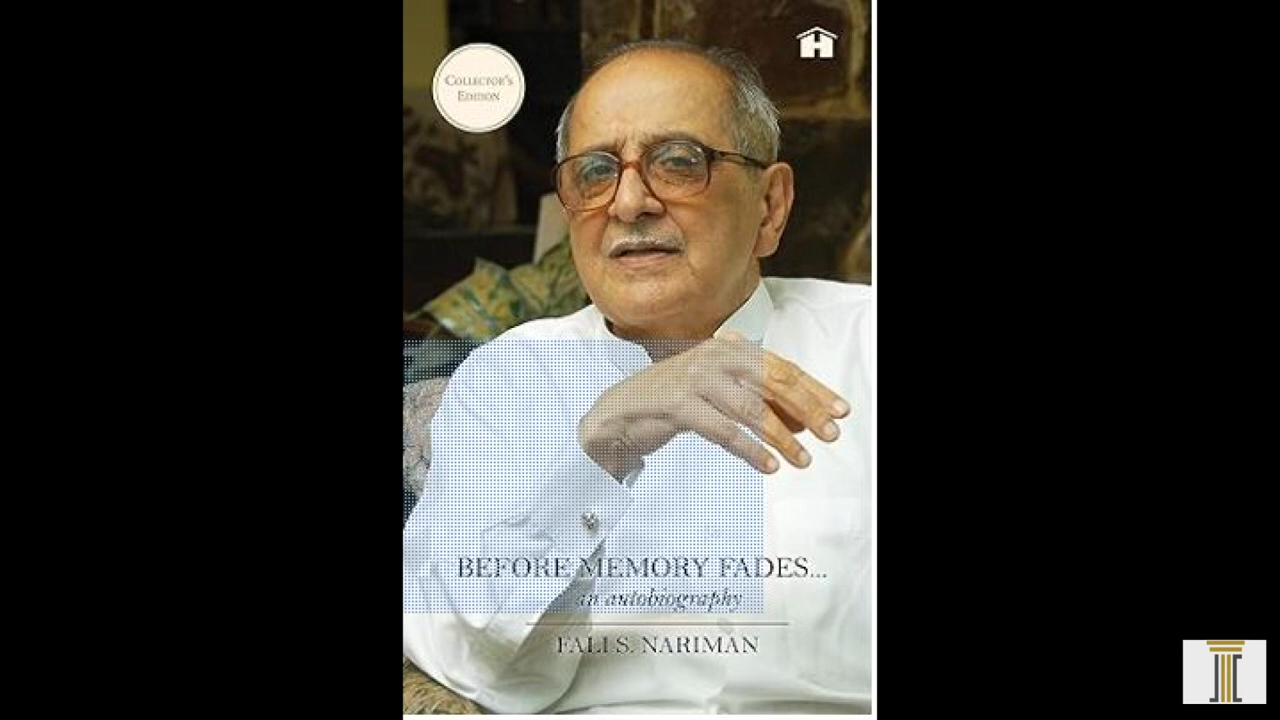 COLLECTOR'S
EDITION
BEFORE MEMORY FADES...
an autobiography
FALI S. NARIMAN